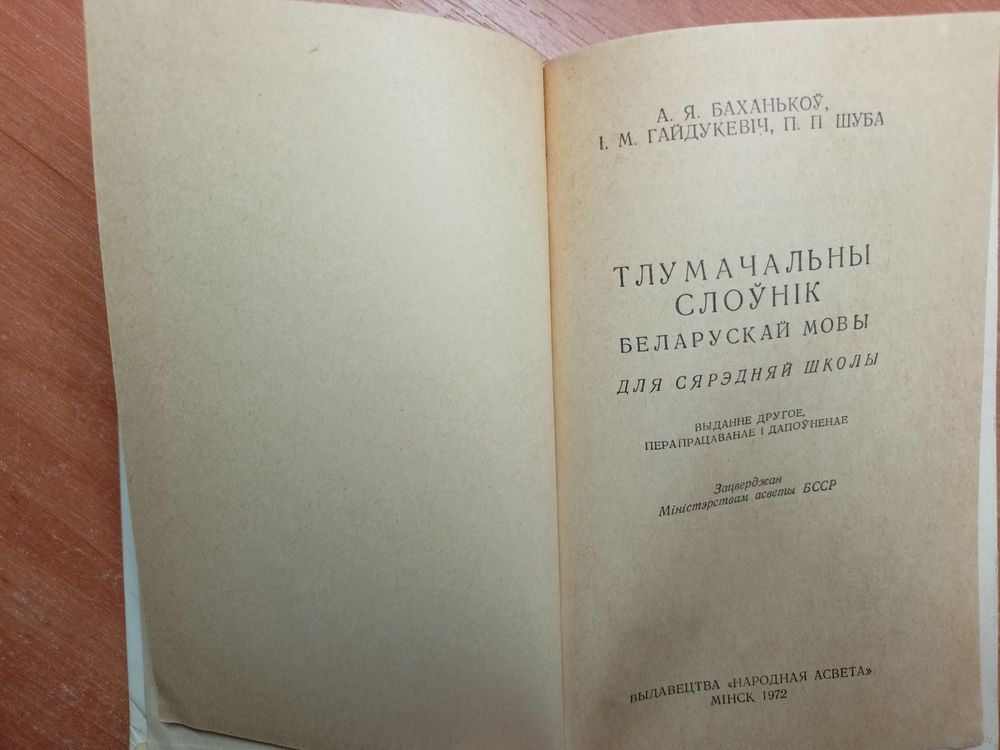 А. Я. БАХАНЬКОЎ,
І. М. ГАЙДУКЕВІЧ, П. П ШУБА
ТЛУМАЧАЛЬНЫ
СЛОЎНІК
БЕЛАРУСКАЙ МОВЫ
ДЛЯ СЯРЭДНЯЙ ШКОЛЫ
ВЫДАННЕ ДРУГОЕ,
ПЕРАПРАЦАВАНАЕ І ДАПОЎНЕНАЕ
Зацверджан
Міністэрствам асветы БССР
ВЫДАВЕЦТВА «НАРОДНАЯ АСВЕТА»
МІНСК 1972